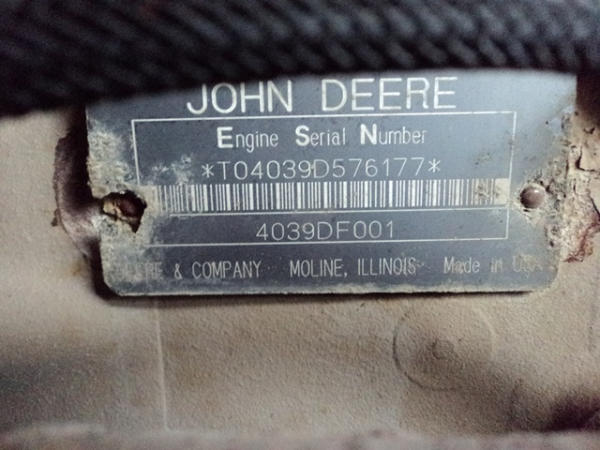 JOHN DEERE
Engine Serial Number
*T04039D576177*
4039DF001
& COMPANY MOLINE, ILLINOIS Made in